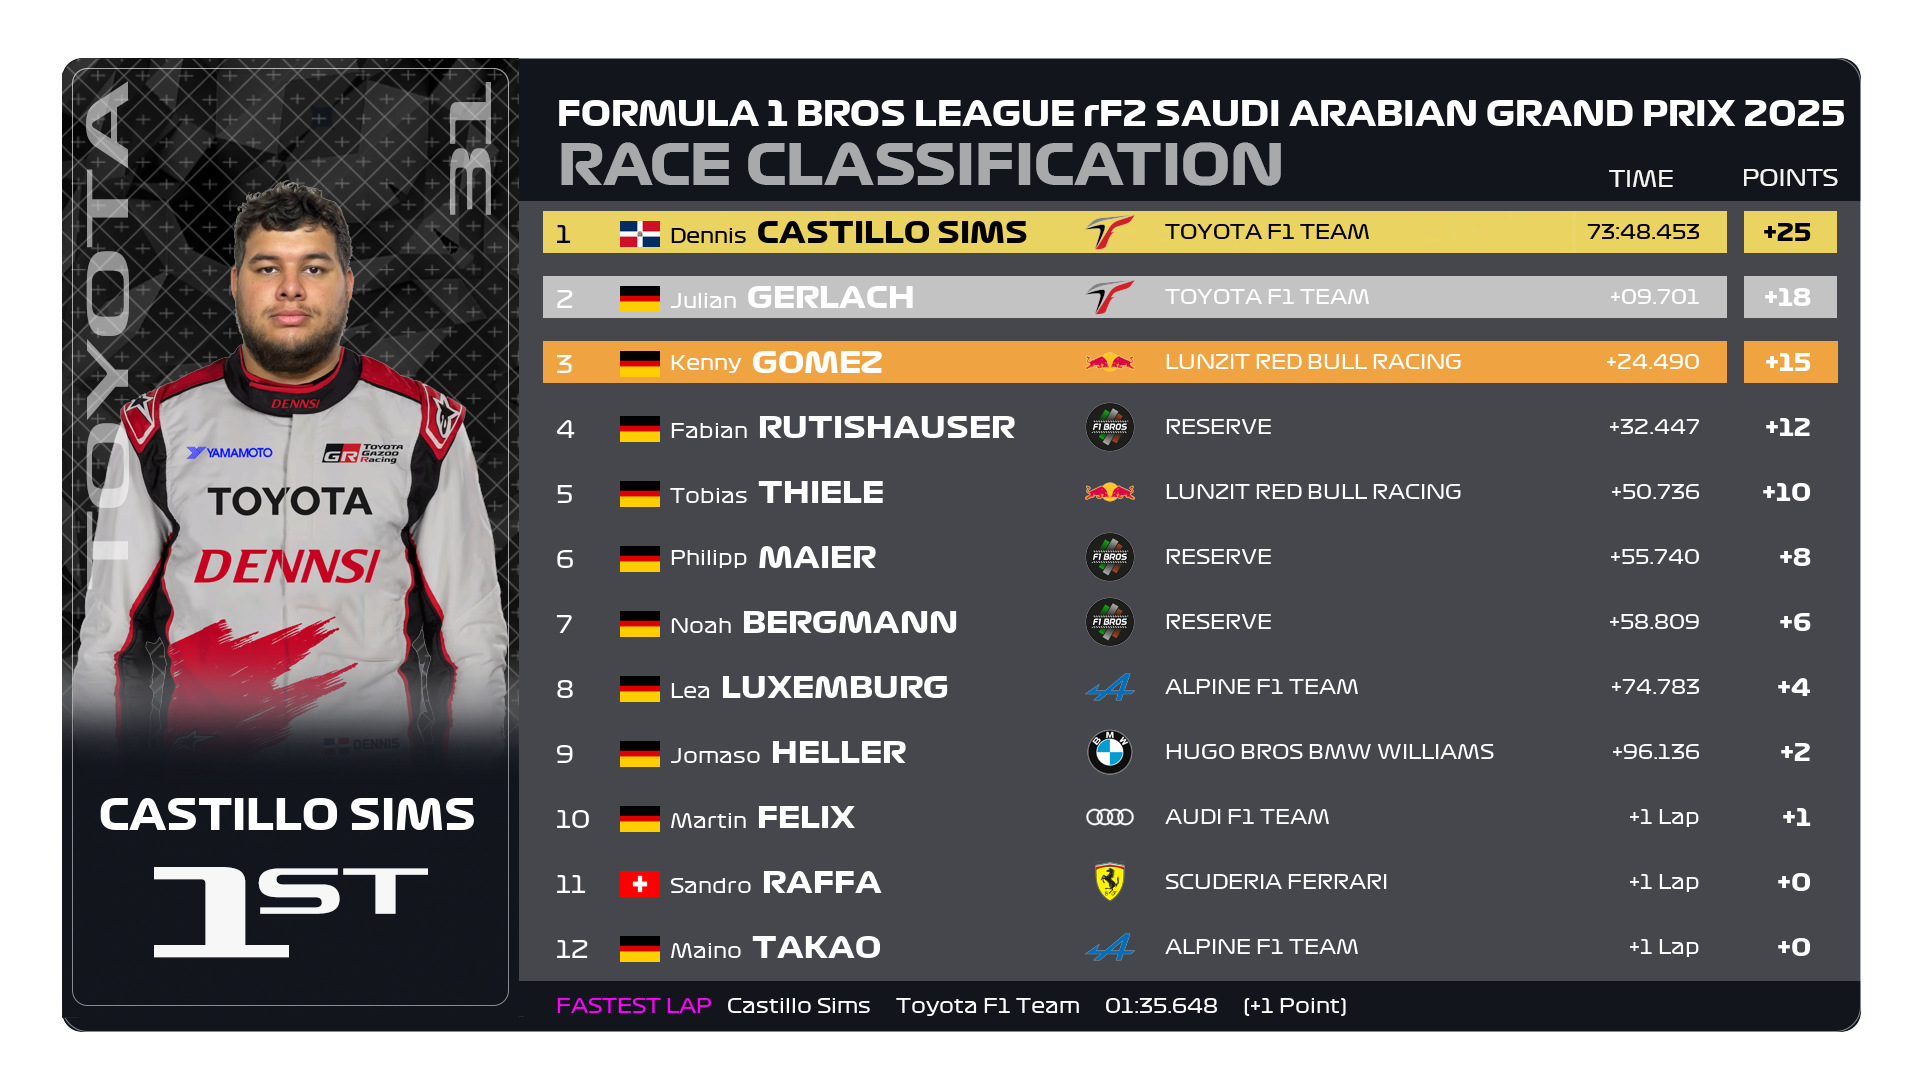 TOYOTA
31
DENNSI
YAMAMOTO
GR TOYOTA GAZOO Racing
TOYOTA
DENNSI
DENNIS
CASTILLO SIMS
1ST
FORMULA 1 BROS LEAGUE rF2 SAUDI ARABIAN GRAND PRIX 2025
RACE CLASSIFICATION
TIME POINTS
1 Dennis CASTILLO SIMS TOYOTA F1 TEAM 73:48.453 +25
2 Julian GERLACH TOYOTA F1 TEAM +09.701 +18
3 Kenny GOMEZ LUNZIT RED BULL RACING +24.490 +15
4 Fabian RUTISHAUSER F1 BROS RESERVE +32.447 +12
5 Tobias THIELE LUNZIT RED BULL RACING +50.736 +10
6 Philipp MAIER F1 BROS RESERVE +55.740 +8
7 Noah BERGMANN F1 BROS RESERVE +58.809 +6
8 Lea LUXEMBURG ALPINE F1 TEAM +74.783 +4
9 Jomaso HELLER BMW HUGO BROS BMW WILLIAMS +96.136 +2
10 Martin FELIX AUDI F1 TEAM +1 Lap +1
11 Sandro RAFFA SCUDERIA FERRARI +1 Lap +0
12 Maino TAKAO ALPINE F1 TEAM +1 Lap +0
FASTEST LAP Castillo Sims Toyota F1 Team 01:35.648 (+1 Point)